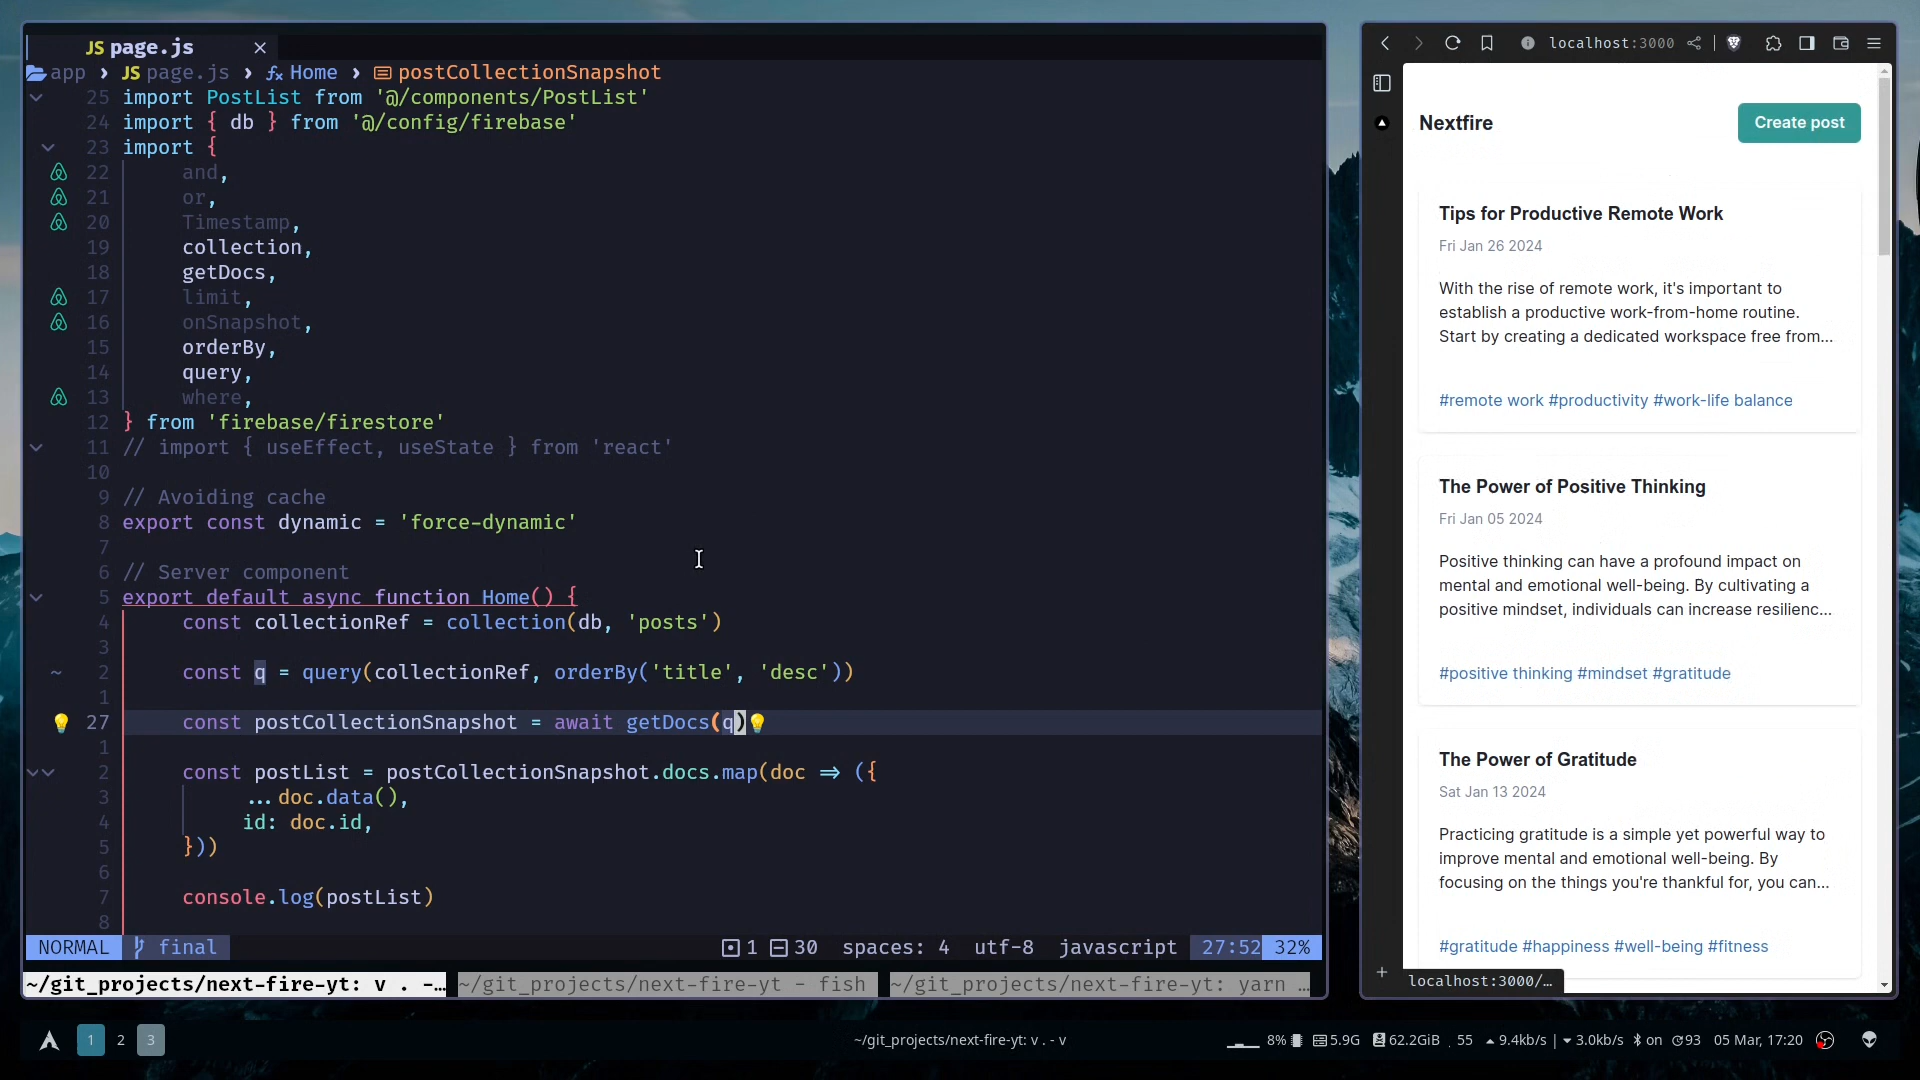 JS page.js ×
app › JS page.js › fx Home › postCollectionSnapshot
25 import PostList from '@/components/PostList'
24 import { db } from '@/config/firebase'
23 import {
22 and,
21 or,
20 Timestamp,
19 collection,
18 getDocs,
17 limit,
16 onSnapshot,
15 orderBy,
14 query,
13 where,
12 } from 'firebase/firestore'
11 // import { useEffect, useState } from 'react'
10
9 // Avoiding cache
8 export const dynamic = 'force-dynamic'
7
6 // Server component
5 export default async function Home() {
4 const collectionRef = collection(db, 'posts')
3
~ 2 const q = query(collectionRef, orderBy('title', 'desc'))
1
27 const postCollectionSnapshot = await getDocs(q)
1
2 const postList = postCollectionSnapshot.docs.map(doc ⇒ ({
3 ...doc.data(),
4 id: doc.id,
5 }))
6
7 console.log(postList)
8
NORMAL final 1 30 spaces: 4 utf-8 javascript 27:52 32%
~/git_projects/next-fire-yt: v . -… ~/git_projects/next-fire-yt - fish ~/git_projects/next-fire-yt: yarn …
localhost:3000
Nextfire
Create post
Tips for Productive Remote Work
Fri Jan 26 2024
With the rise of remote work, it's important to
establish a productive work-from-home routine.
Start by creating a dedicated workspace free from...
#remote work #productivity #work-life balance
The Power of Positive Thinking
Fri Jan 05 2024
Positive thinking can have a profound impact on
mental and emotional well-being. By cultivating a
positive mindset, individuals can increase resilienc...
#positive thinking #mindset #gratitude
The Power of Gratitude
Sat Jan 13 2024
Practicing gratitude is a simple yet powerful way to
improve mental and emotional well-being. By
focusing on the things you're thankful for, you can...
#gratitude #happiness #well-being #fitness
localhost:3000/…
1 2 3 ~/git_projects/next-fire-yt: v . - v 8% 5.9G 62.2GiB 55 9.4kb/s | 3.0kb/s on 93 05 Mar, 17:20